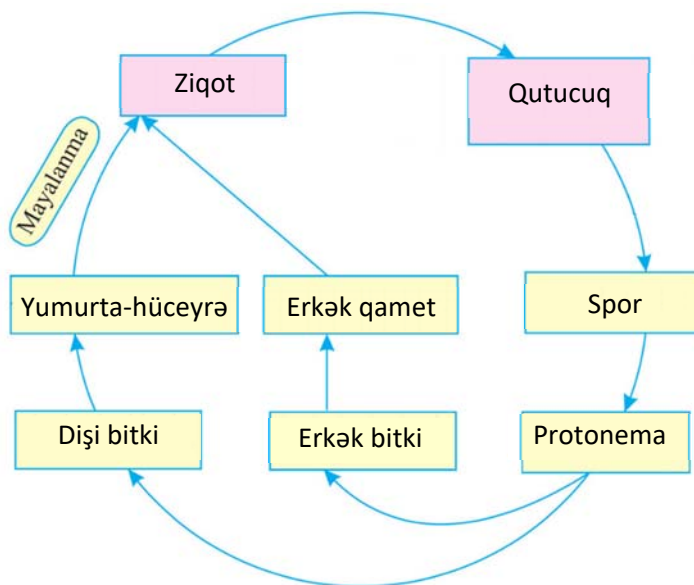 Ziqot
Qutucuq
Mayalanma
Yumurta-hüceyrə
Erkək qamet
Spor
Dişi bitki
Erkək bitki
Protonema